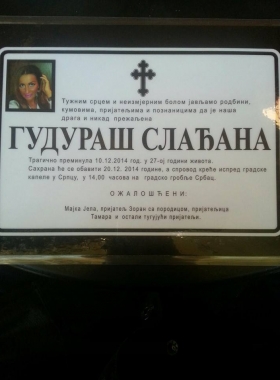 Тужним срцем и неизмјерним болом јављамо родбини,
кумовима, пријатељима и познаницима да је наша
драга и никад прежаљена
ГУДУРАШ СЛАЂАНА
Трагично преминула 10.12.2014 год. у 27-ој години живота.
Сахрана ће се обавити 20.12. 2014 године, а спровод креће испред градске
капеле у Српцу, у 14,00 часова на градско гробље Србац.
ОЖАЛОШЋЕНИ:
Мајка Јела, пријатељ Зоран са породицом, пријатељица
Тамара и остали тугујући пријатељи.